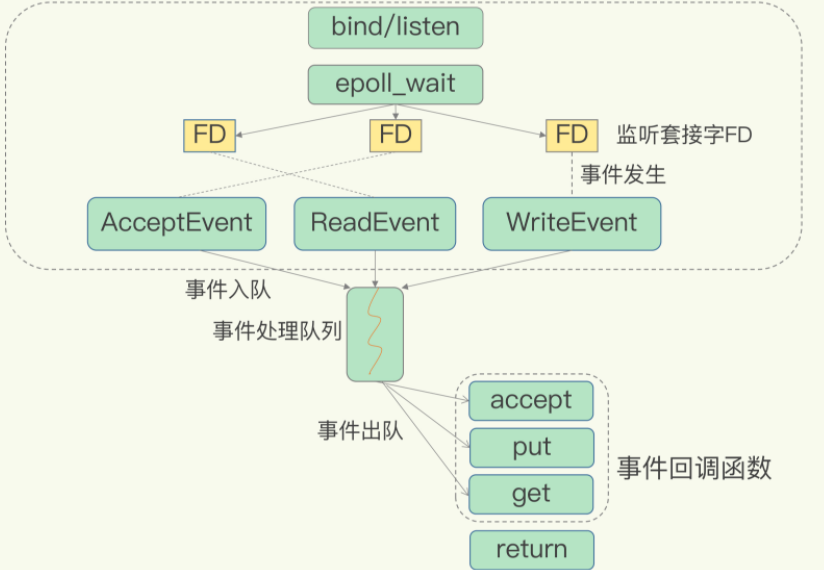 bind/listen
epoll_wait
FD
FD
FD
监听套接字FD
事件发生
AcceptEvent
ReadEvent
WriteEvent
事件入队
事件处理队列
accept
事件出队
put
事件回调函数
get
return